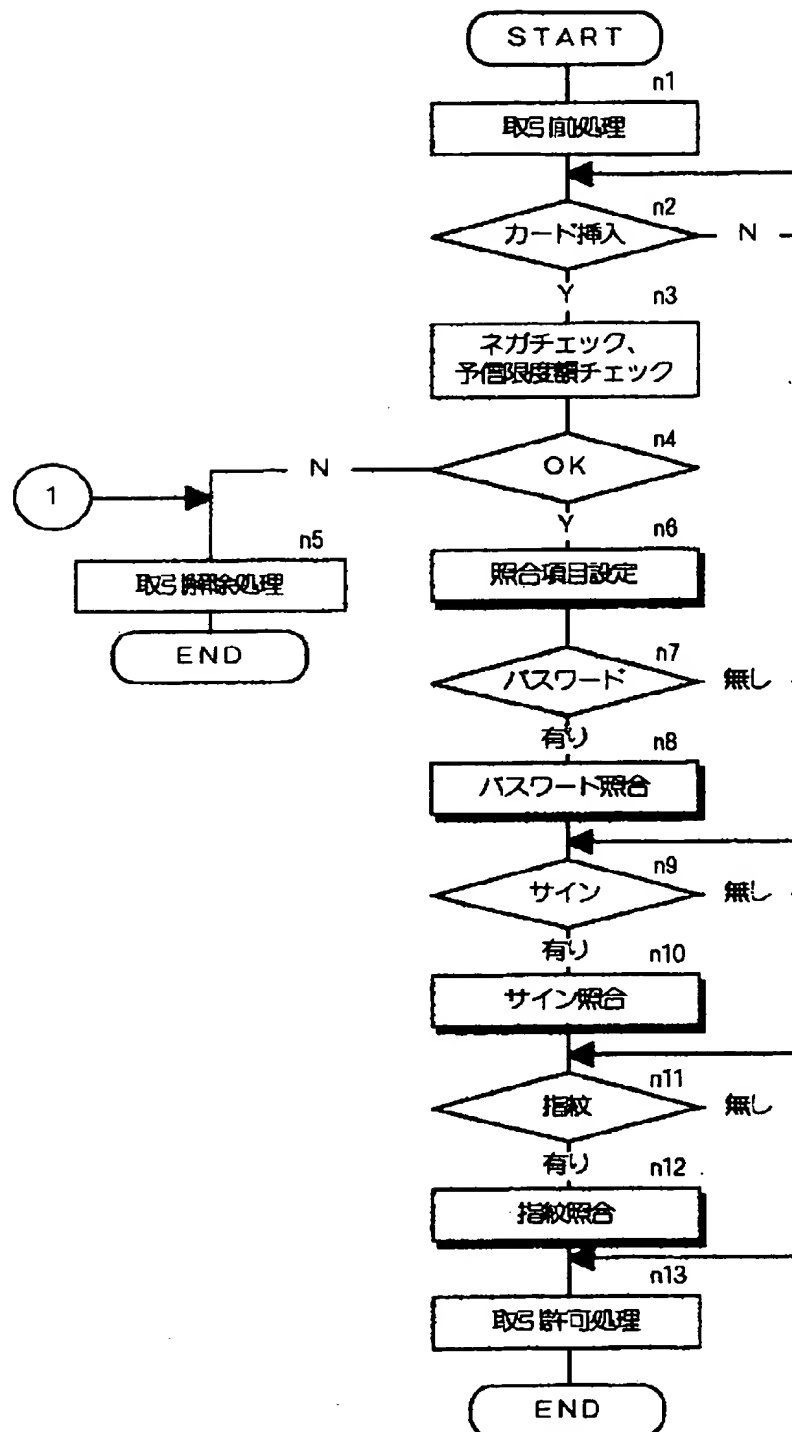 START
n1
取引前処理
n2
カード挿入
N
Y
n3
ネガチェック、
予信限度額チェック
n4
OK
N
1
Y
n5
取引解除処理
END
n6
照合項目設定
n7
パスワード
無し
有り
n8
パスワード照合
n9
サイン
無し
有り
n10
サイン照合
n11
指紋
無し
有り
n12
指紋照合
n13
取引許可処理
END